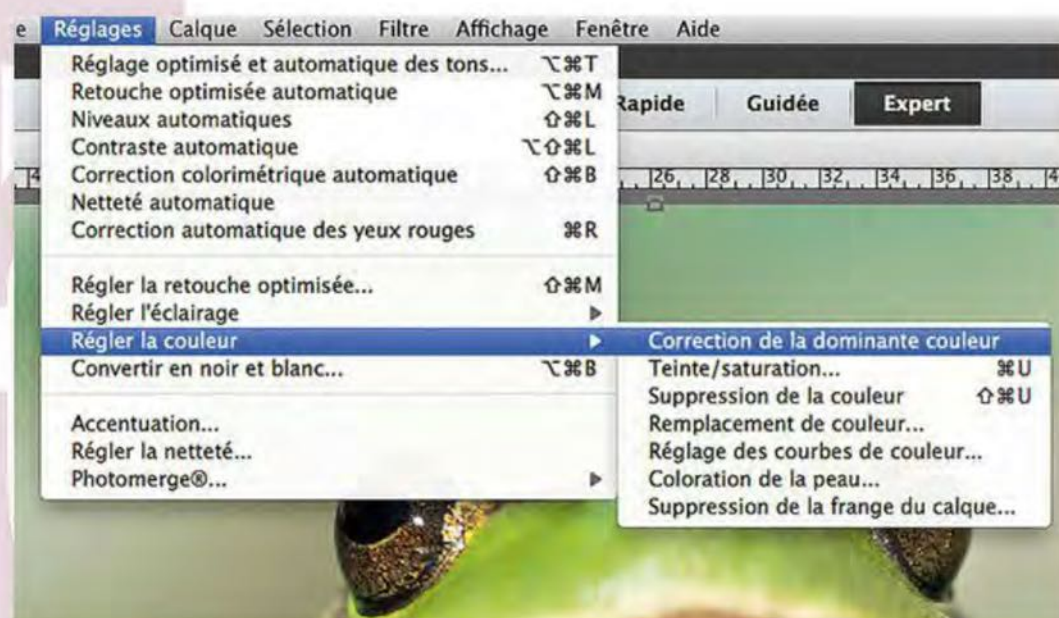 e Réglages Calque Sélection Filtre Affichage Fenêtre Aide
Réglage optimisé et automatique des tons... ⌥⌘T
Retouche optimisée automatique ⌥⌘M
Niveaux automatiques ⇧⌘L
Contraste automatique ⌥⇧⌘L
Correction colorimétrique automatique ⇧⌘B
Netteté automatique
Correction automatique des yeux rouges ⌘R
Régler la retouche optimisée... ⇧⌘M
Régler l'éclairage
Régler la couleur
Convertir en noir et blanc... ⌥⌘B
Accentuation...
Régler la netteté...
Photomerge®...
Rapide Guidée Expert
26 28 30 32 34 36 38 4
Correction de la dominante couleur
Teinte/saturation... ⌘U
Suppression de la couleur ⇧⌘U
Remplacement de couleur...
Réglage des courbes de couleur...
Coloration de la peau...
Suppression de la frange du calque...